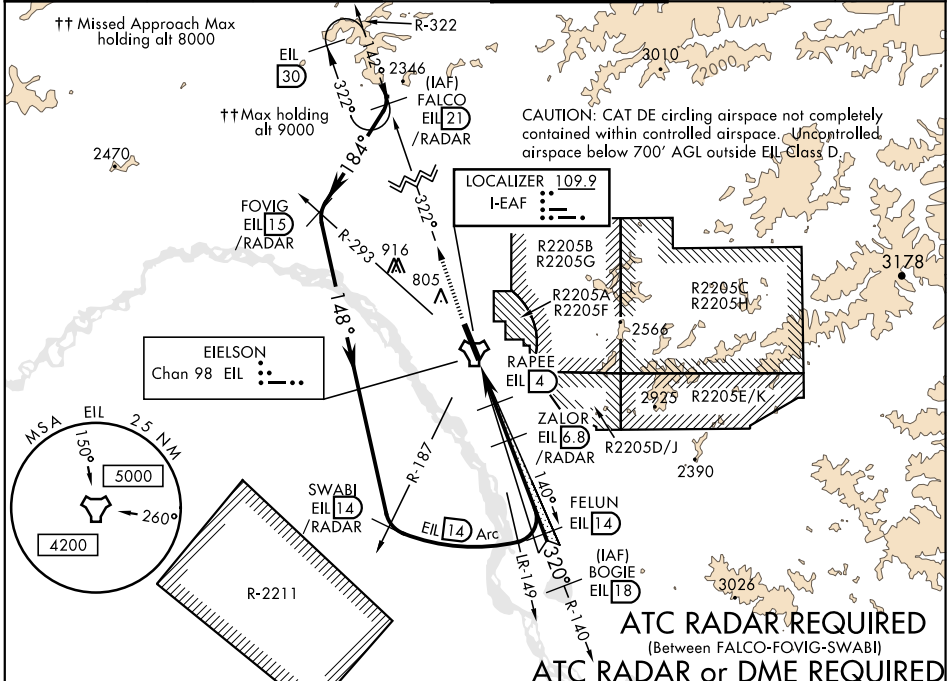 †† Missed Approach Max
holding alt 8000
R-322
EIL
30
142°
322°
2346
(IAF)
FALCO
EIL 21
/RADAR
3010
2000
††Max holding
alt 9000
CAUTION: CAT DE circling airspace not completely
contained within controlled airspace. Uncontrolled
airspace below 700' AGL outside EIL Class D.
2470
184°
LOCALIZER 109.9
I-EAF
322°
FOVIG
EIL 15
/RADAR
R-293
916
805
R2205B
R2205G
R2205A
R2205F
R2205C
R2205H
3178
2566
148°
EIELSON
Chan 98 EIL
RAPEE
EIL 4
2925
R2205E/K
ZALOR
EIL 6.8
/RADAR
R2205D/J
2390
MSA EIL 25 NM
150°
5000
260°
4200
R-187
140°
SWABI
EIL 14
/RADAR
EIL 14 Arc
FELUN
EIL 14
320°
(IAF)
BOGIE
EIL 18
LR-149
R-140
R-2211
3026
ATC RADAR REQUIRED
(Between FALCO-FOVIG-SWABI)
ATC RADAR or DME REQUIRED